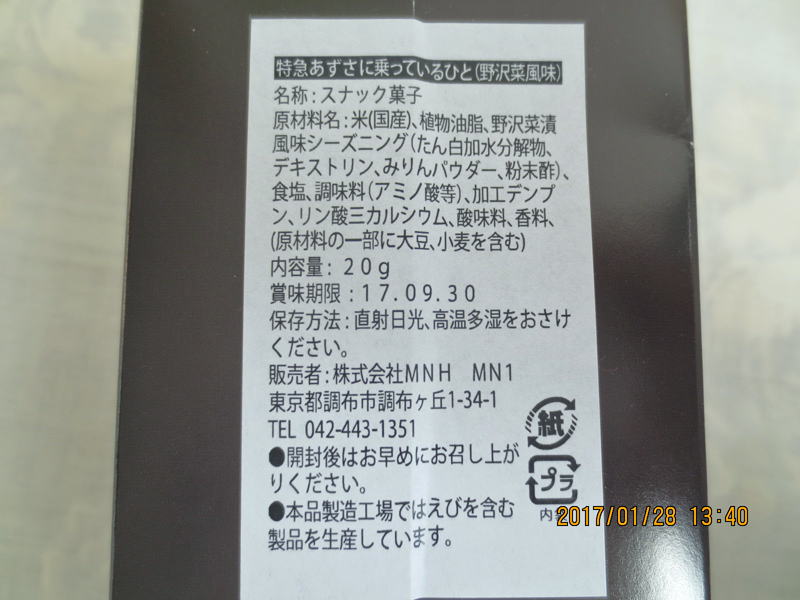 特急あずさに乗っているひと(野沢菜風味)
名称:スナック菓子
原材料名:米(国産)、植物油脂、野沢菜漬
風味シーズニング(たん白加水分解物、
デキストリン、みりんパウダー、粉末酢)、
食塩、調味料(アミノ酸等)、加工デンプ
ン、リン酸三カルシウム、酸味料、香料、
(原材料の一部に大豆、小麦を含む)
内容量:20g
賞味期限:17.09.30
保存方法:直射日光、高温多湿をおさけ
ください。
販売者:株式会社MNH MN1
東京都調布市調布ヶ丘1-34-1
TEL 042-443-1351
●開封後はお早めにお召し上が
りください。
●本品製造工場ではえびを含む
製品を生産しています。
紙
プラ
2017/01/28 13:40